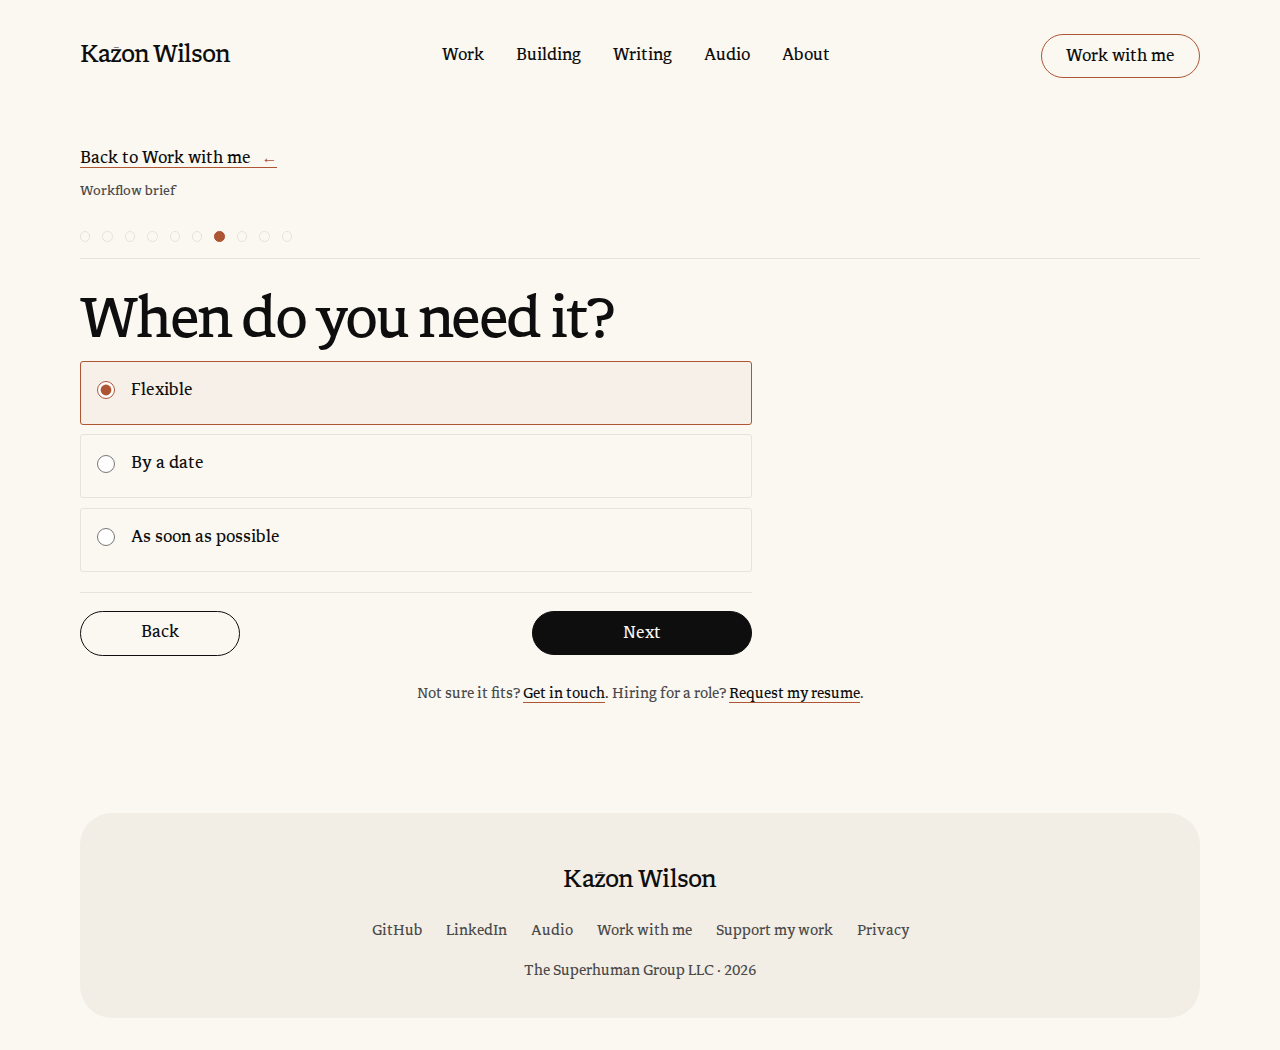 Kažon Wilson
Work
Building
Writing
Audio
About
Work with me
Back to Work with me ←
Workflow brief
When do you need it?
Flexible
By a date
As soon as possible
Back
Next
Not sure it fits? Get in touch. Hiring for a role? Request my resume.
Kažon Wilson
GitHub
LinkedIn
Audio
Work with me
Support my work
Privacy
The Superhuman Group LLC · 2026